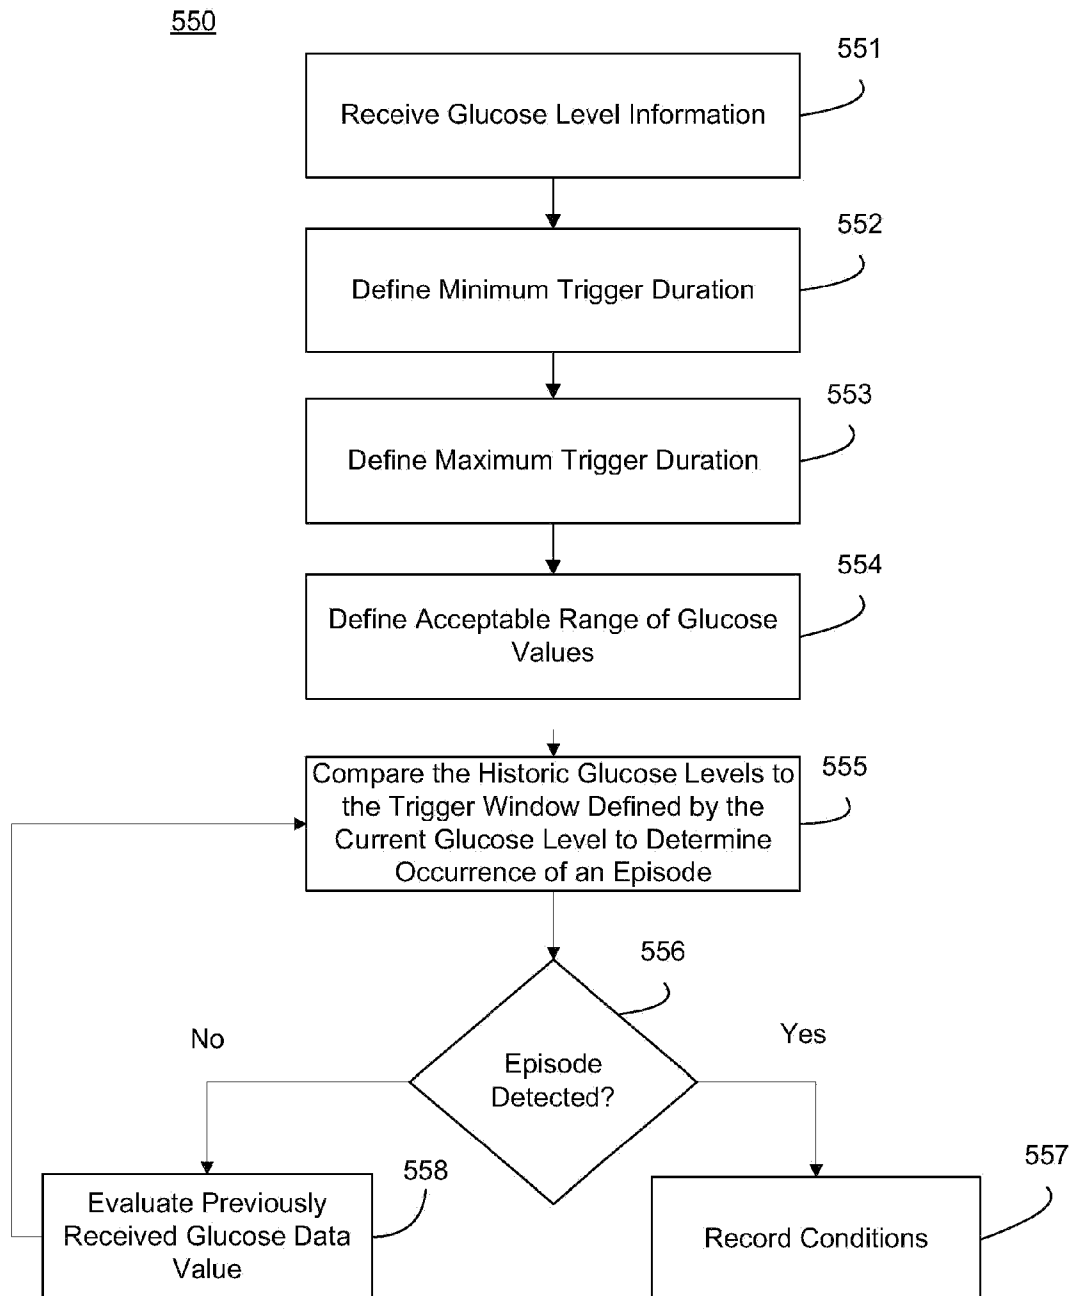 550
551
Receive Glucose Level Information
552
Define Minimum Trigger Duration
553
Define Maximum Trigger Duration
554
Define Acceptable Range of Glucose
Values
555
Compare the Historic Glucose Levels to
the Trigger Window Defined by the
Current Glucose Level to Determine
Occurrence of an Episode
556
No
Yes
Episode
Detected?
558
557
Evaluate Previously
Received Glucose Data
Value
Record Conditions